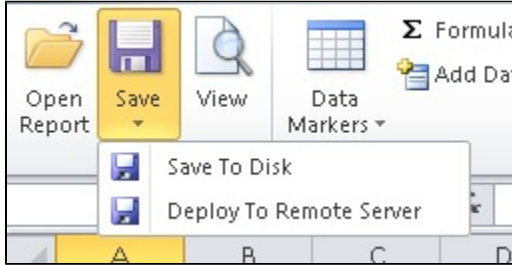 Σ Formula
Add Da
Open
Report
Save
View
Data
Markers
Save To Disk
Deploy To Remote Server
A
B
C
D